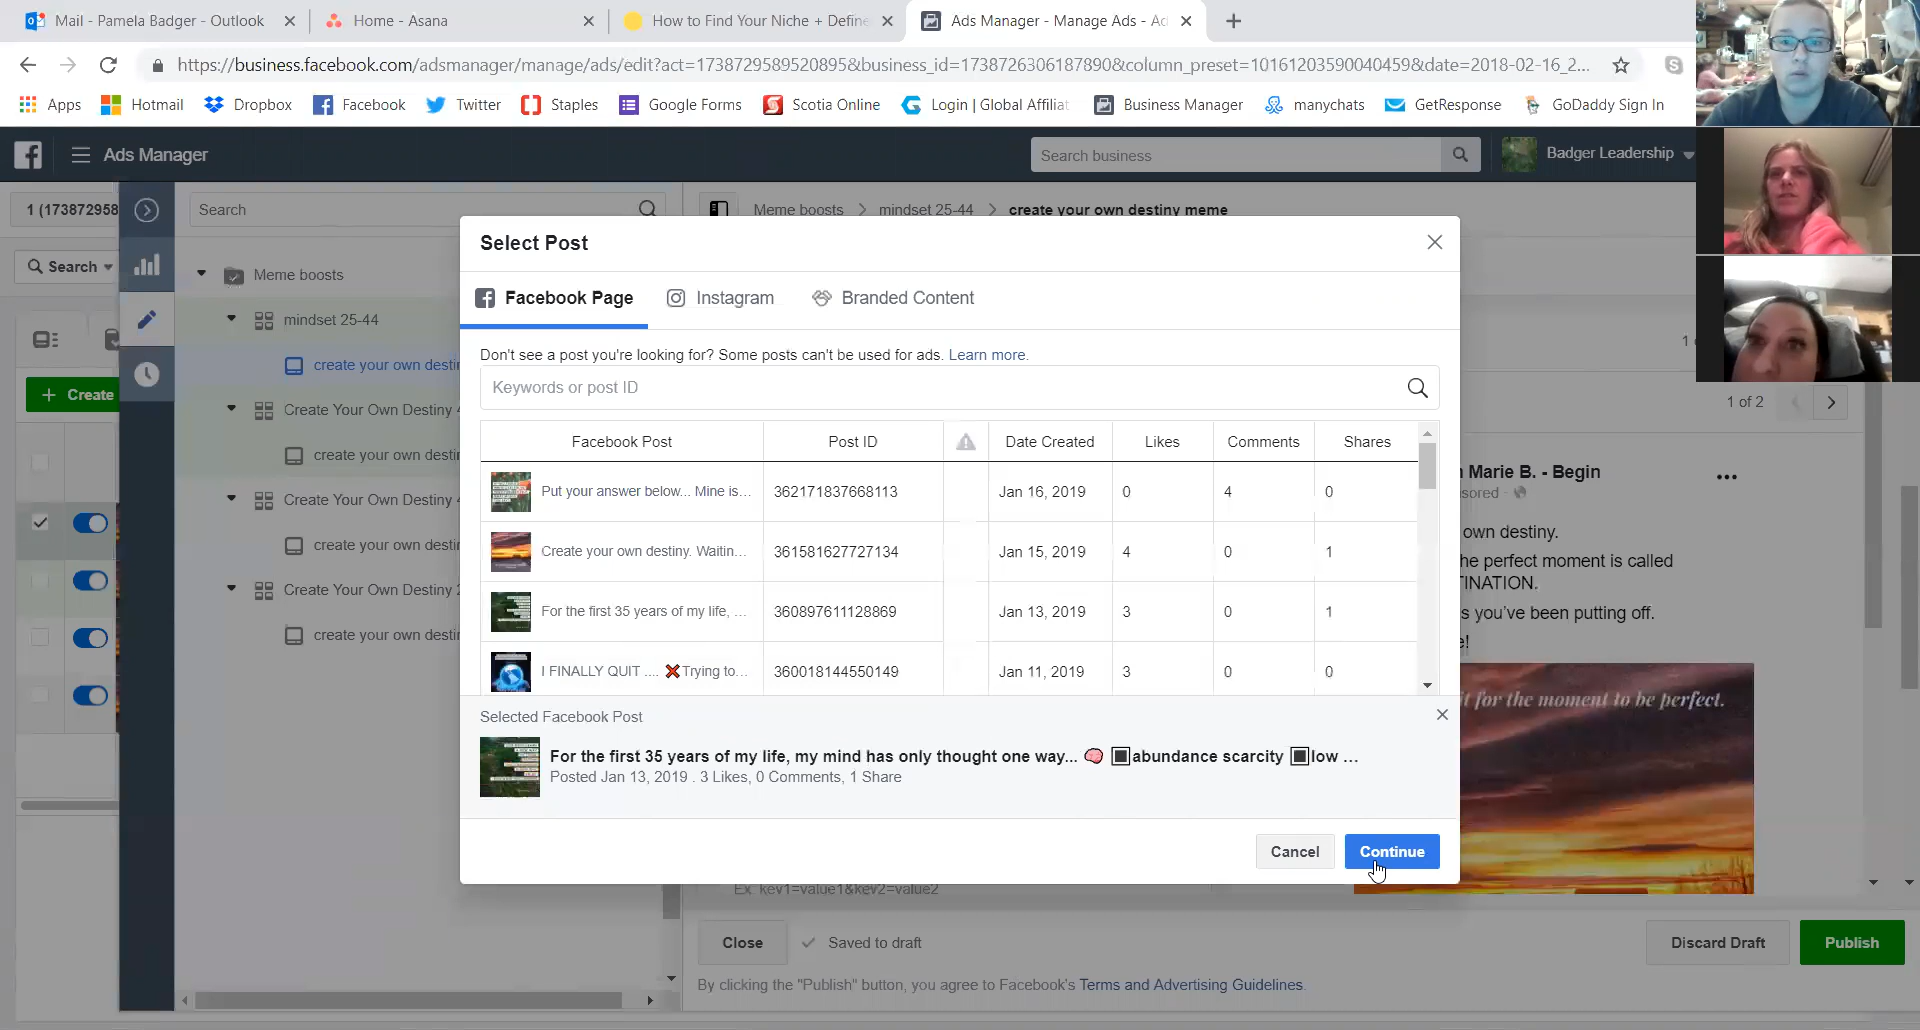 Mail - Pamela Badger - Outlook
Home - Asana
How to Find Your Niche + Define
Ads Manager - Manage Ads - Ad
https://business.facebook.com/adsmanager/manage/ads/edit?act=1738729589520895&business_id=1738726306187890&column_preset=10161203590040459&date=2018-02-16_2...
Apps
Hotmail
Dropbox
Facebook
Twitter
Staples
Google Forms
Scotia Online
Login | Global Affiliat
Business Manager
manychats
GetResponse
GoDaddy Sign In
Ads Manager
Search business
Badger Leadership
1 (173872958
Search
Meme boosts
mindset 25-44
create your own destiny meme
Search
Meme boosts
mindset 25-44
create your own destin
Create Your Own Destiny
create your own destin
Create Your Own Destiny
create your own destin
Create Your Own Destiny 2
create your own destin
+ Create
Select Post
Facebook Page
Instagram
Branded Content
Don't see a post you're looking for? Some posts can't be used for ads. Learn more.
Keywords or post ID
Facebook Post
Post ID
Date Created
Likes
Comments
Shares
Put your answer below... Mine is...
362171837668113
Jan 16, 2019
0
4
0
Create your own destiny. Waitin...
361581627727134
Jan 15, 2019
4
0
1
For the first 35 years of my life, ...
360897611128869
Jan 13, 2019
3
0
1
I FINALLY QUIT .... ❌Trying to...
360018144550149
Jan 11, 2019
3
0
0
Selected Facebook Post
For the first 35 years of my life, my mind has only thought one way... 🧠 🔳abundance scarcity 🔳low ...
Posted Jan 13, 2019 . 3 Likes, 0 Comments, 1 Share
Cancel
Continue
1 of 2
Marie B. - Begin
sored
own destiny.
he perfect moment is called
TINATION.
s you've been putting off.
e!
it for the moment to be perfect.
Ex. key1=value1&key2=value2
Close
Saved to draft
Discard Draft
Publish
By clicking the "Publish" button, you agree to Facebook's Terms and Advertising Guidelines.